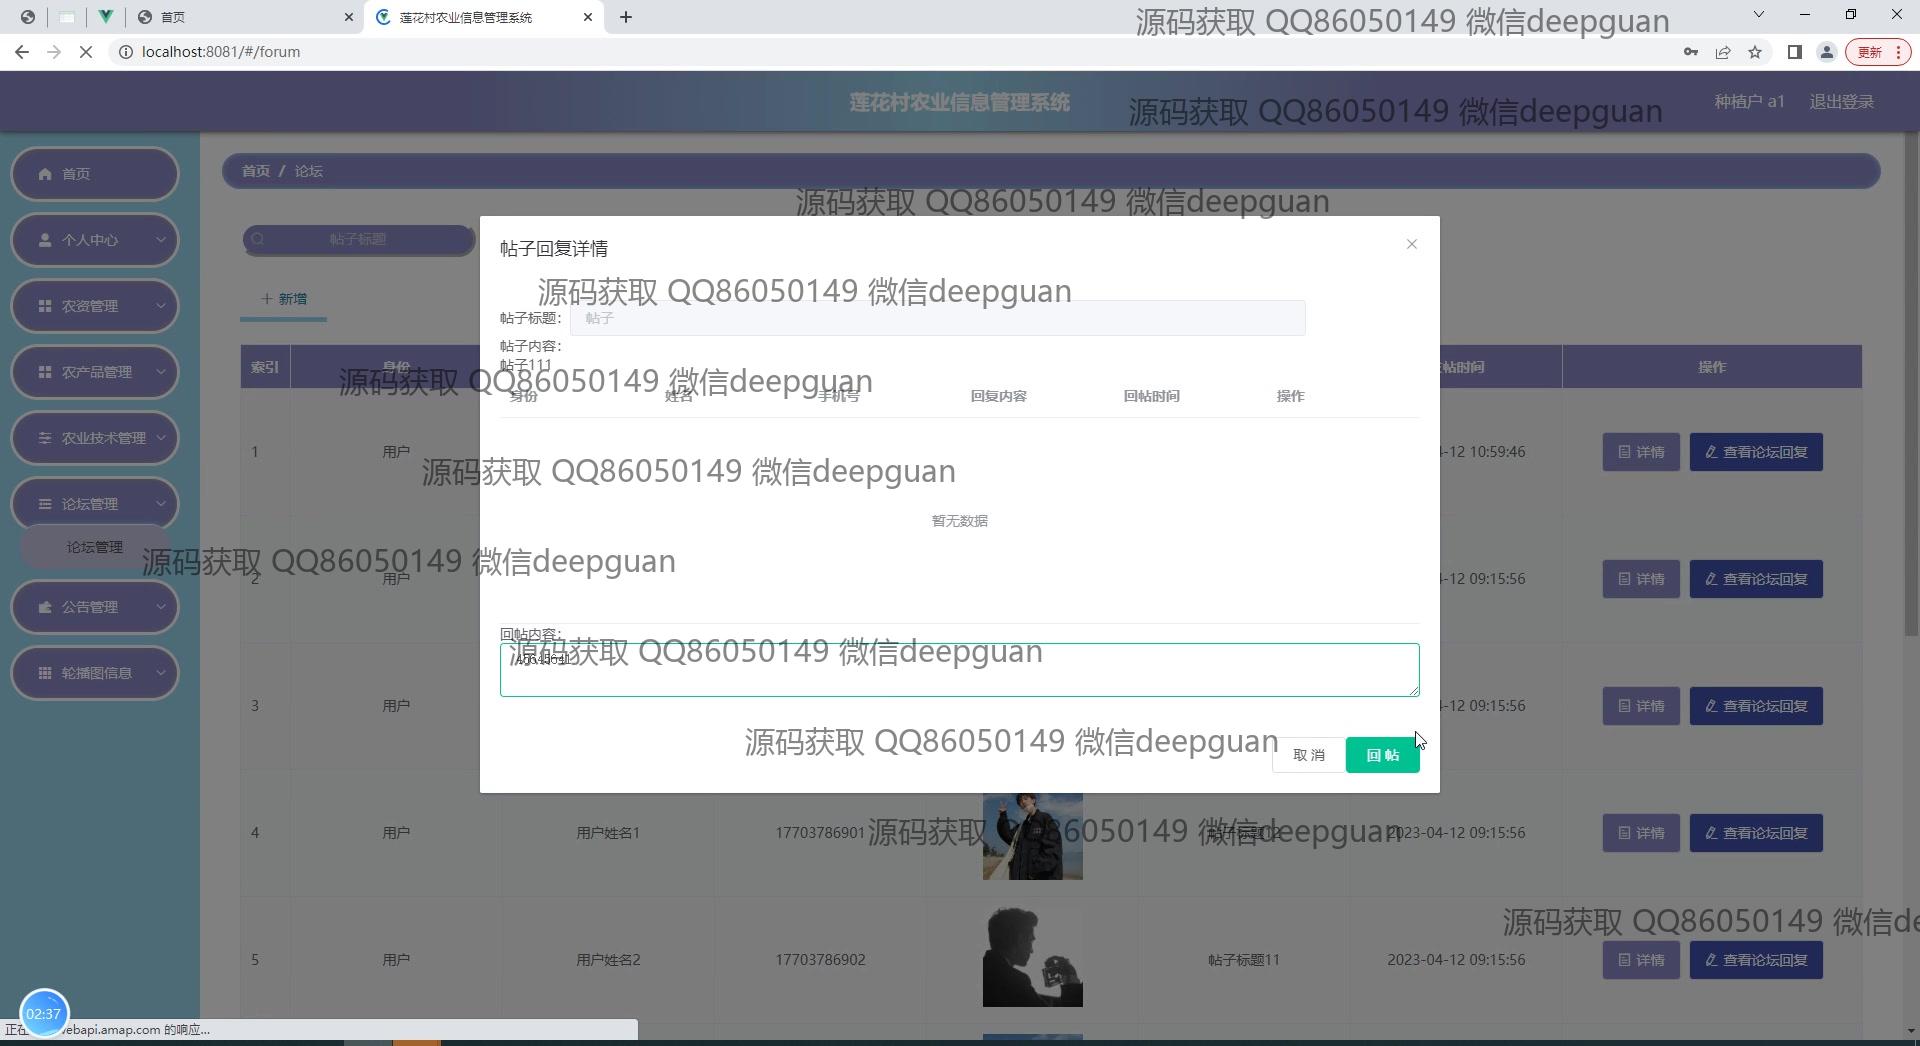 首页
莲花村农业信息管理系统
源码获取 QQ86050149 微信deepguan
localhost:8081/#/forum
更新
莲花村农业信息管理系统
源码获取 QQ86050149 微信deepguan
种植户 a1
退出登录
首页
个人中心
农资管理
农产品管理
农业技术管理
论坛管理
论坛管理
公告管理
轮播图信息
首页 / 论坛
源码获取 QQ86050149 微信deepguan
帖子标题
新增
帖子回复详情
源码获取 QQ86050149 微信deepguan
帖子标题:
帖子
帖子内容:
帖子111
索引 身份 帖时间 操作
源码获取 QQ86050149 微信deepguan
身份 姓名 手机号 回复内容 回帖时间 操作
1 用户 -12 10:59:46 详情 查看论坛回复
源码获取 QQ86050149 微信deepguan
暂无数据
源码获取 QQ86050149 微信deepguan
2 用户 -12 09:15:56 详情 查看论坛回复
回帖内容:
源码获取 QQ86050149 微信deepguan
3 用户 -12 09:15:56 详情 查看论坛回复
源码获取 QQ86050149 微信deepguan
取消
回帖
4 用户 用户姓名1 17703786901 帖子标题12 2023-04-12 09:15:56 详情 查看论坛回复
源码获取 QQ86050149 微信deepguan
源码获取 QQ86050149 微信de
5 用户 用户姓名2 17703786902 帖子标题11 2023-04-12 09:15:56 详情 查看论坛回复
02:37
正在 ebapi.amap.com 的响应...